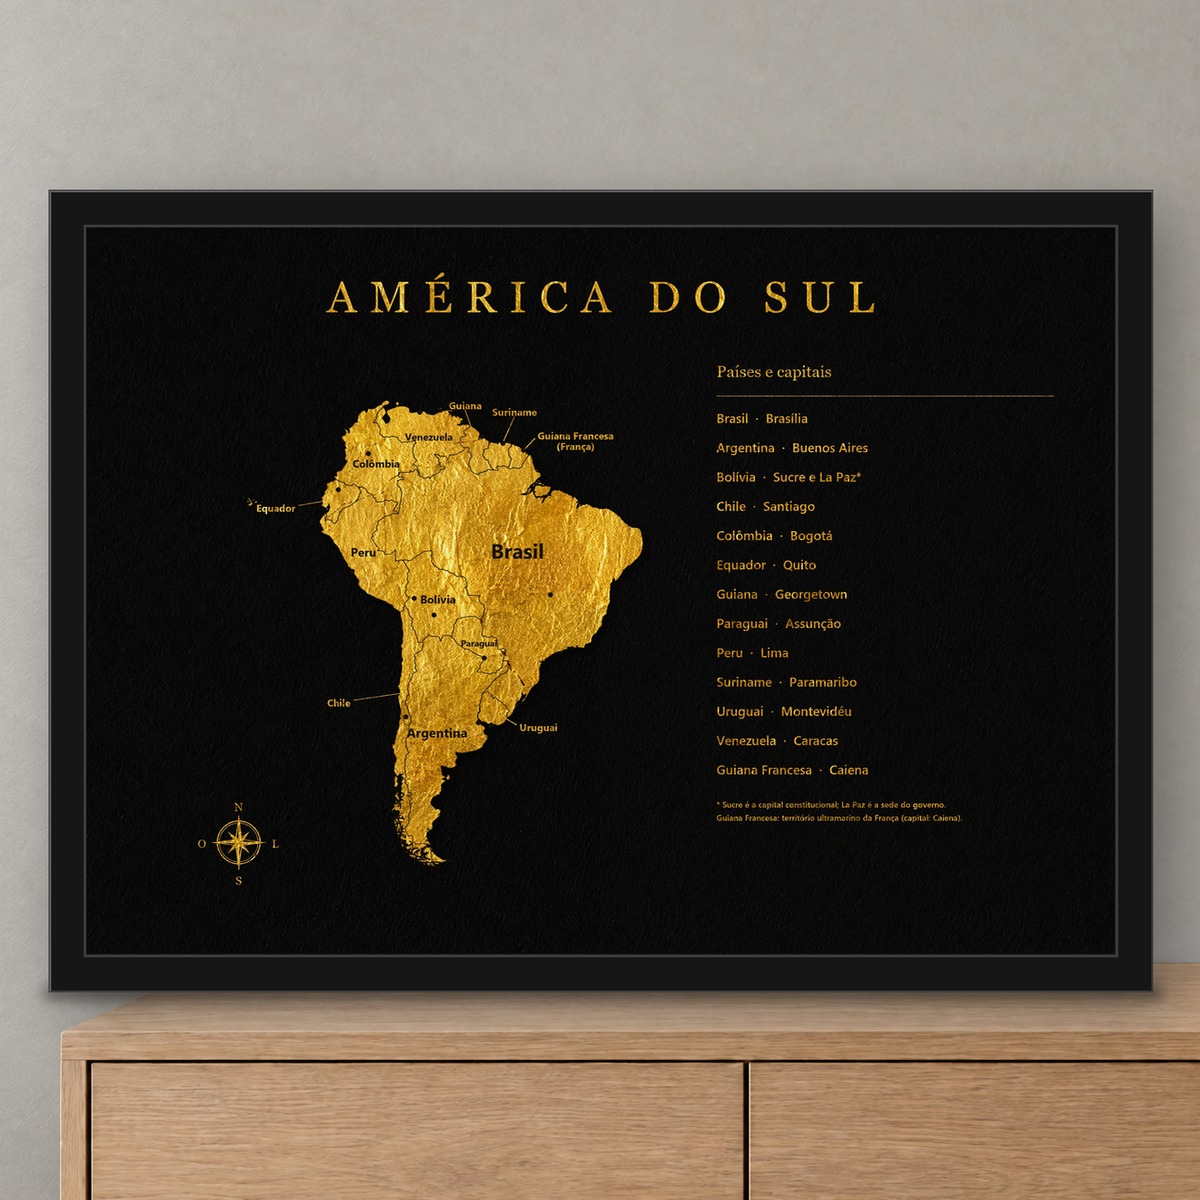 AMÉRICA DO SUL
Guiana
Suriname
Guiana Francesa
(França)
Venezuela
Colômbia
Equador
Peru
Brasil
Bolívia
Paraguai
Chile
Uruguai
Argentina
N
O L
S
Países e capitais
Brasil · Brasília
Argentina · Buenos Aires
Bolívia · Sucre e La Paz*
Chile · Santiago
Colômbia · Bogotá
Equador · Quito
Guiana · Georgetown
Paraguai · Assunção
Peru · Lima
Suriname · Paramaribo
Uruguai · Montevidéu
Venezuela · Caracas
Guiana Francesa · Caiena
* Sucre é a capital constitucional; La Paz é a sede do governo.
Guiana Francesa: território ultramarino da França (capital: Caiena).